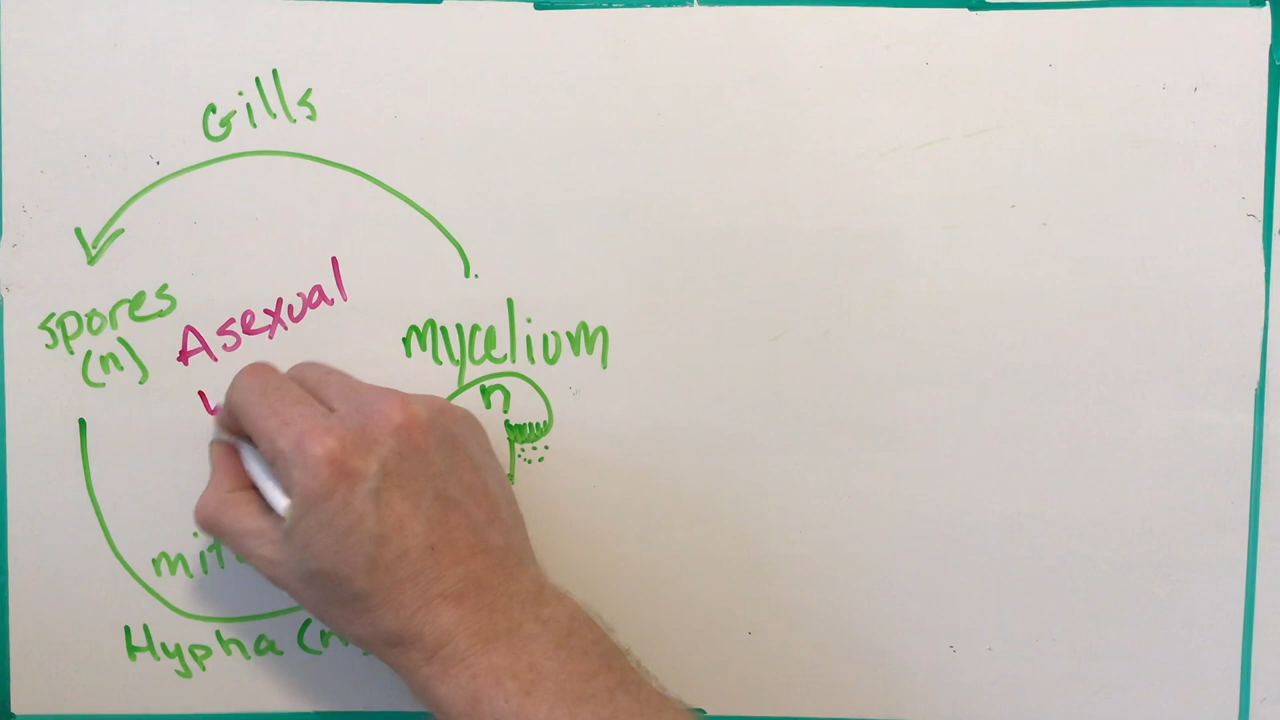 Gills
spores
(n)
Asexual
mycelium
n
Hypha (n